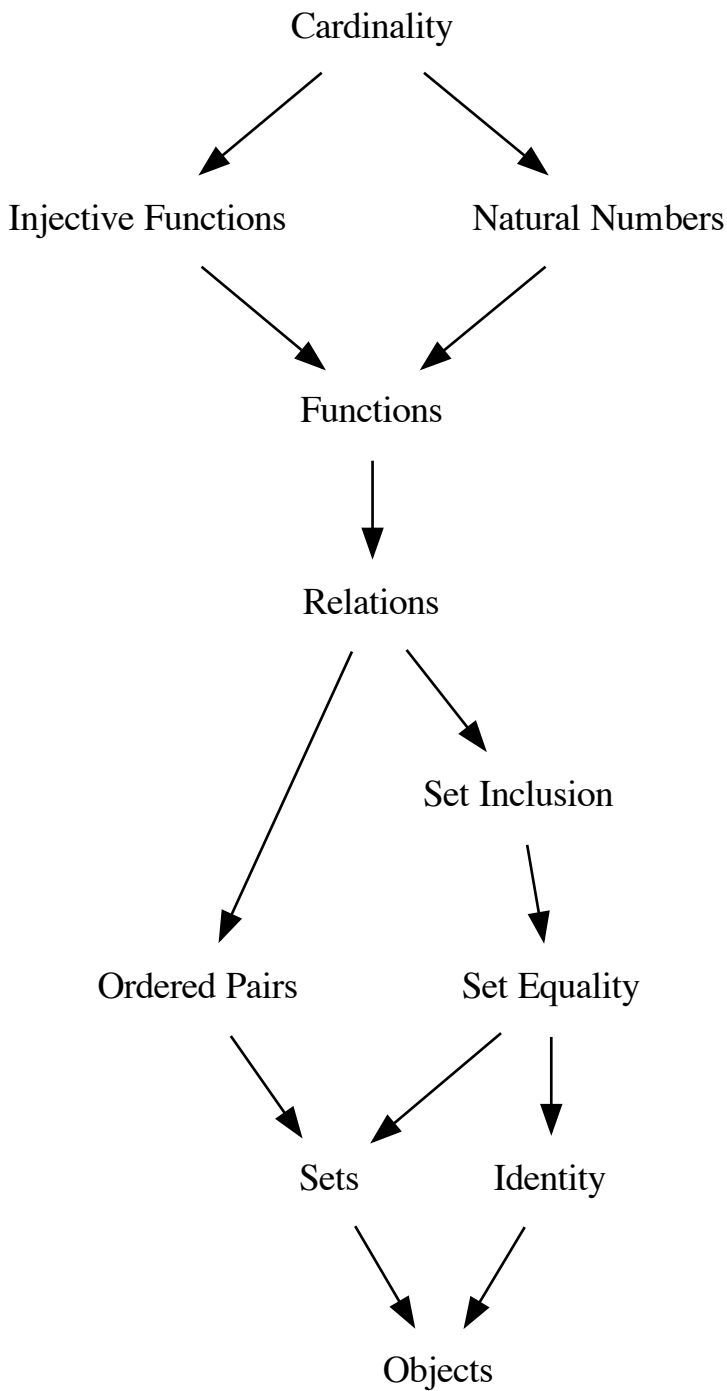 Cardinality
Injective Functions
Natural Numbers
Functions
Relations
Set Inclusion
Ordered Pairs
Set Equality
Sets
Identity
Objects